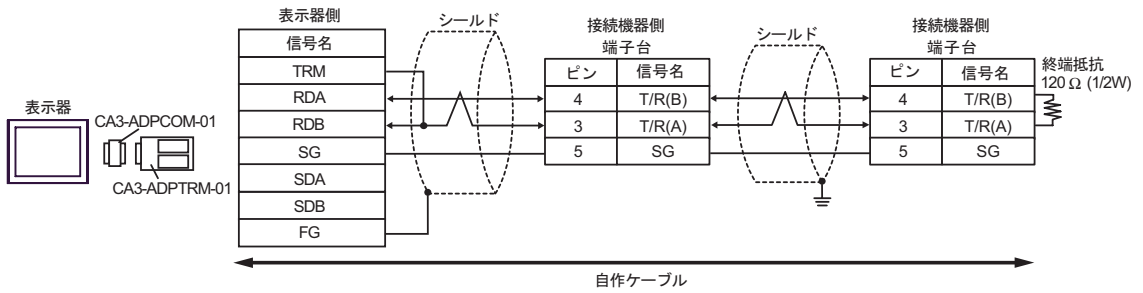 表示器
CA3-ADPCOM-01
CA3-ADPTRM-01
表示器側
信号名
TRM
RDA
RDB
SG
SDA
SDB
FG
シールド
接続機器側
端子台
ピン 信号名
4 T/R(B)
3 T/R(A)
5 SG
シールド
接続機器側
端子台
ピン 信号名
4 T/R(B)
3 T/R(A)
5 SG
終端抵抗
120 Ω (1/2W)
自作ケーブル